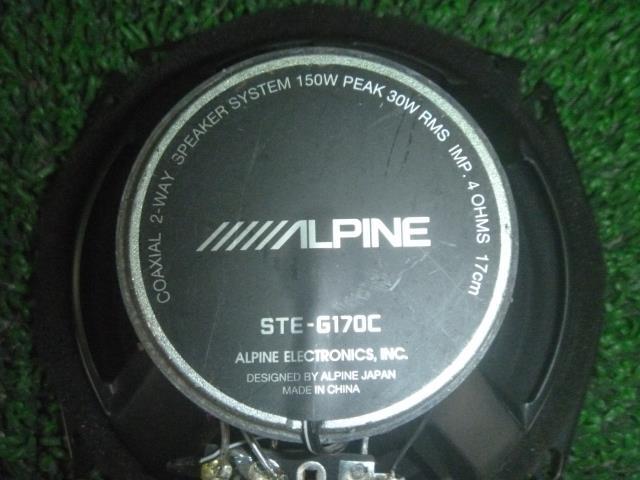 COAXIAL 2-WAY SPEAKER SYSTEM 150W PEAK, 30W RMS IMP. 4 OHMS 17cm
ALPINE
STE-G170C
ALPINE ELECTRONICS, INC.
DESIGNED BY ALPINE JAPAN
MADE IN CHINA